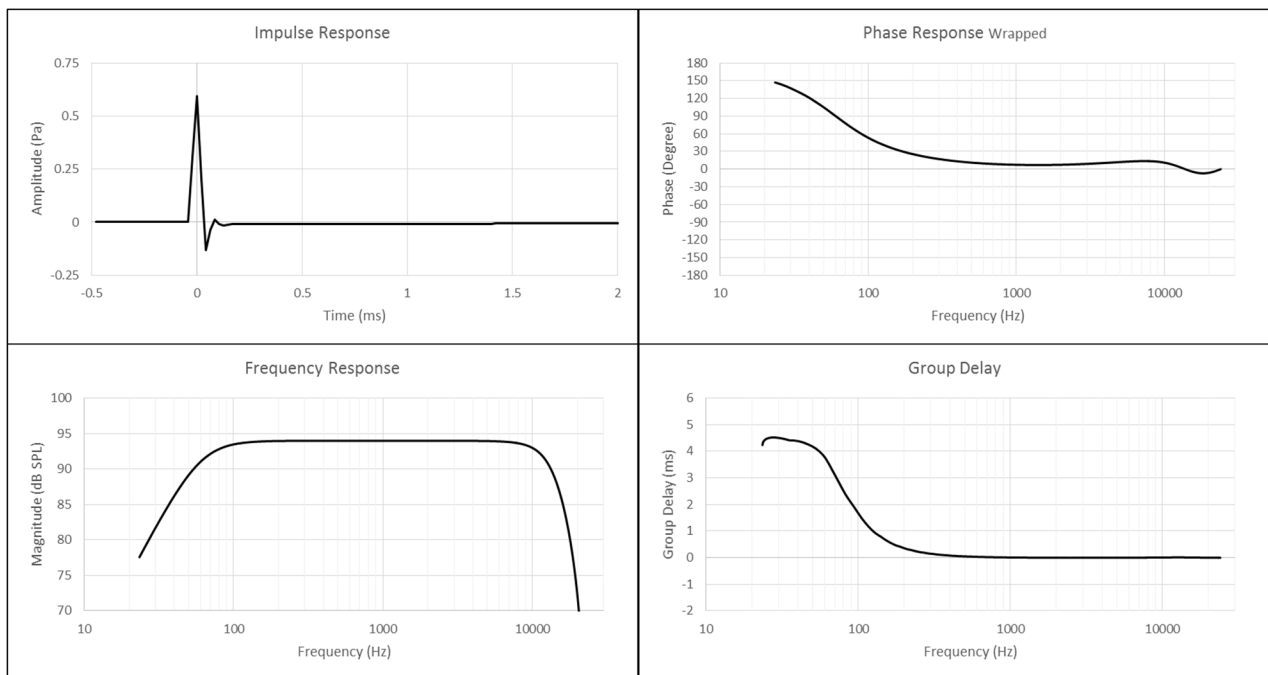 Impulse Response
0.75
0.5
0.25
0
-0.25
Amplitude (Pa)
-0.5 0 0.5 1 1.5 2
Time (ms)
Phase Response Wrapped
180
150
120
90
60
30
0
-30
-60
-90
-120
-150
-180
Phase (Degree)
10 100 1000 10000
Frequency (Hz)
Frequency Response
100
95
90
85
80
75
70
Magnitude (dB SPL)
10 100 1000 10000
Frequency (Hz)
Group Delay
6
5
4
3
2
1
0
-1
-2
Group Delay (ms)
10 100 1000 10000
Frequency (Hz)